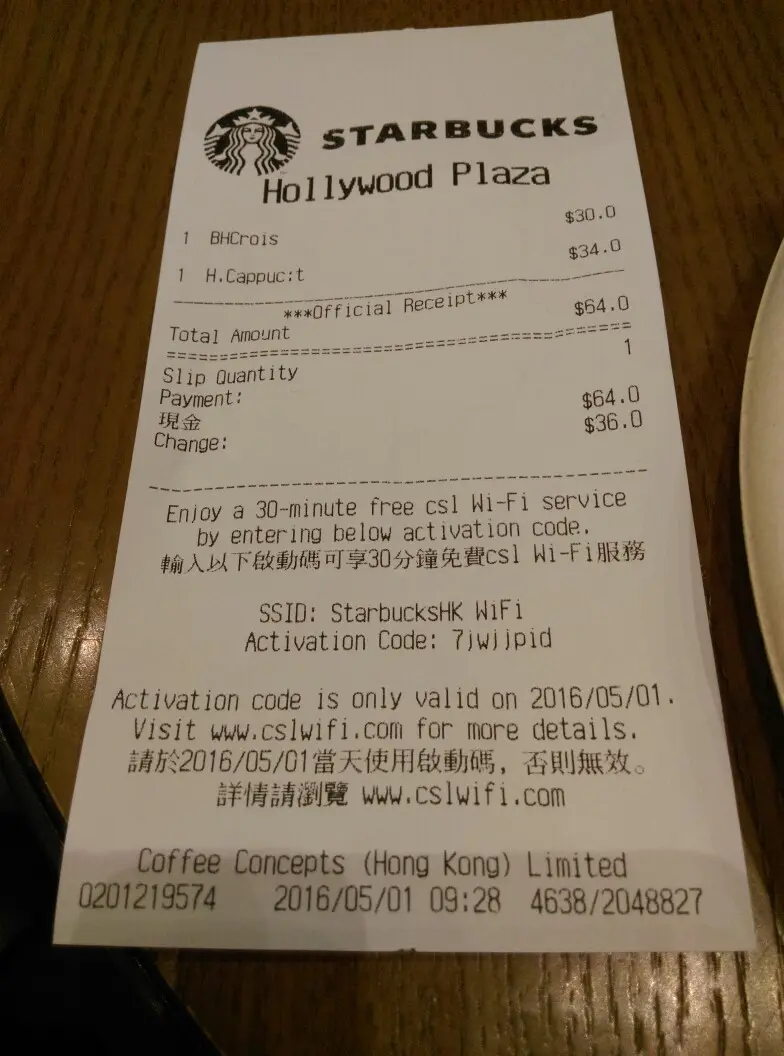 STARBUCKS
Hollywood Plaza
1 BHCrois $30.0
1 H.Cappuc:t $34.0
***Official Receipt***
Total Amount $64.0
Slip Quantity 1
Payment:
現金 $64.0
Change: $36.0
Enjoy a 30-minute free csl Wi-Fi service
by entering below activation code.
輸入以下啟動碼可享30分鐘免費csl Wi-Fi服務
SSID: StarbucksHK WiFi
Activation Code: 7jwjjpid
Activation code is only valid on 2016/05/01.
Visit www.cslwifi.com for more details.
請於2016/05/01當天使用啟動碼, 否則無效。
詳情請瀏覽 www.cslwifi.com
Coffee Concepts (Hong Kong) Limited
0201219574 2016/05/01 09:28 4638/2048827